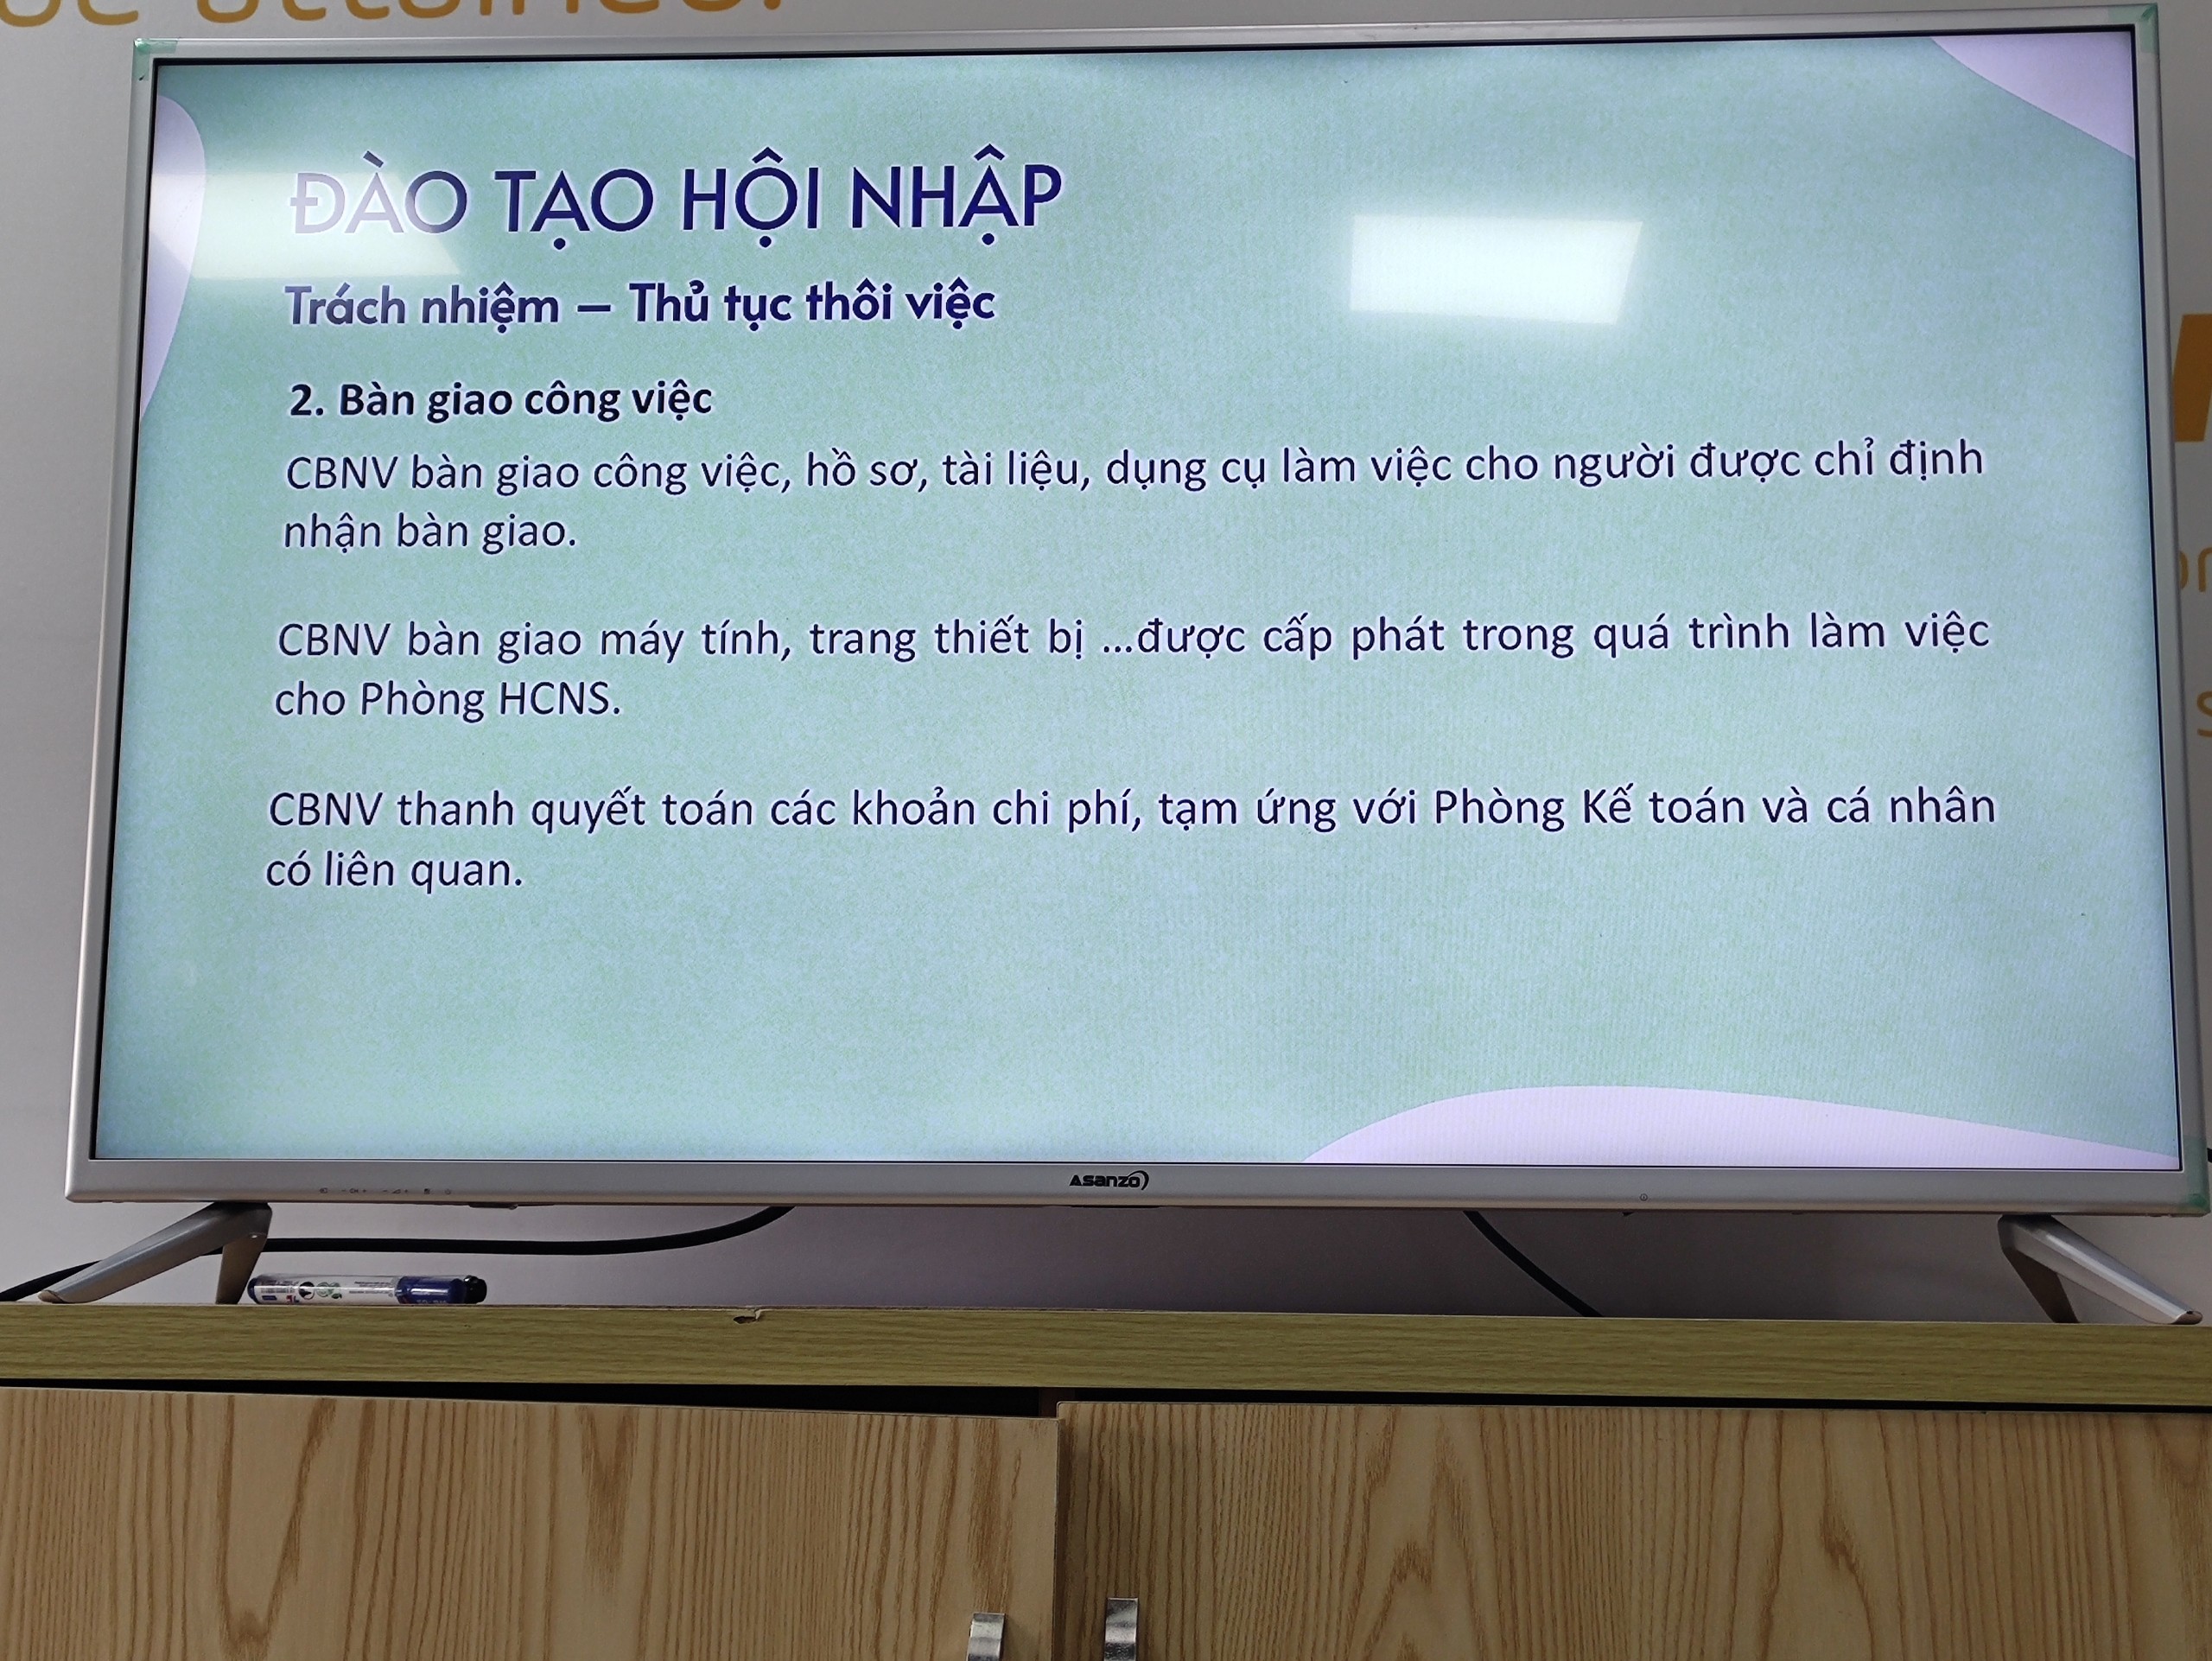 ĐÀO TẠO HỘI NHẬP
Trách nhiệm – Thủ tục thôi việc
2. Bàn giao công việc
CBNV bàn giao công việc, hồ sơ, tài liệu, dụng cụ làm việc cho người được chỉ định
nhận bàn giao.
CBNV bàn giao máy tính, trang thiết bị ...được cấp phát trong quá trình làm việc
cho Phòng HCNS.
CBNV thanh quyết toán các khoản chi phí, tạm ứng với Phòng Kế toán và cá nhân
có liên quan.
Asanzo